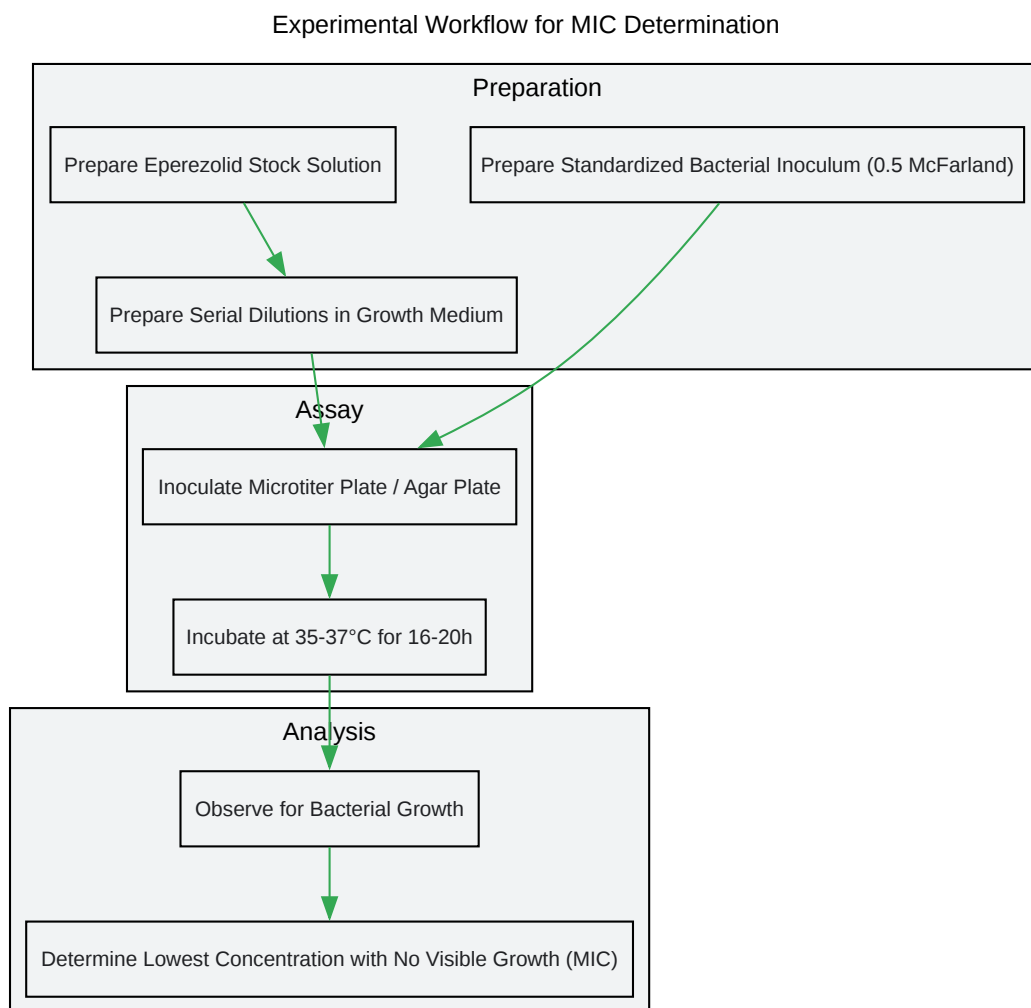 Experimental Workflow for MIC Determination
Preparation
Prepare Eperezolid Stock Solution
Prepare Standardized Bacterial Inoculum (0.5 McFarland)
Prepare Serial Dilutions in Growth Medium
Assay
Inoculate Microtiter Plate / Agar Plate
Incubate at 35-37°C for 16-20h
Analysis
Observe for Bacterial Growth
Determine Lowest Concentration with No Visible Growth (MIC)